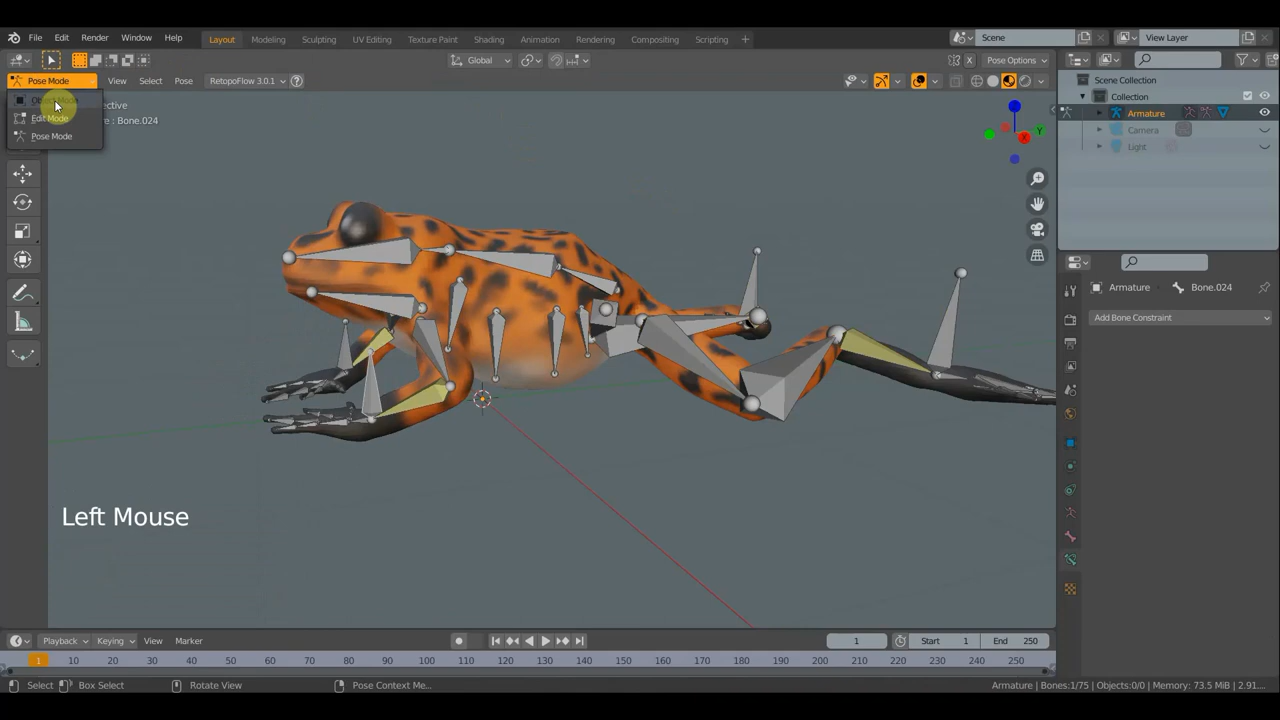 File Edit Render Window Help Layout Modeling Sculpting UV Editing Texture Paint Shading Animation Rendering Compositing Scripting + Scene View Layer
Global Pose Options
Pose Mode View Select Pose RetopoFlow 3.0.1
Object Mode
Edit Mode
Pose Mode
ective
e : Bone.024
X Y
Scene Collection
Collection
Armature
Camera
Light
Armature Bone.024
Add Bone Constraint
Left Mouse
Playback Keying View Marker 1 Start 1 End 250
1 10 20 30 40 50 60 70 80 90 100 110 120 130 140 150 160 170 180 190 200 210 220 230 240 250
Select Box Select Rotate View Pose Context Me... Armature | Bones:1/75 | Objects:0/0 | Memory: 73.5 MiB | 2.91...